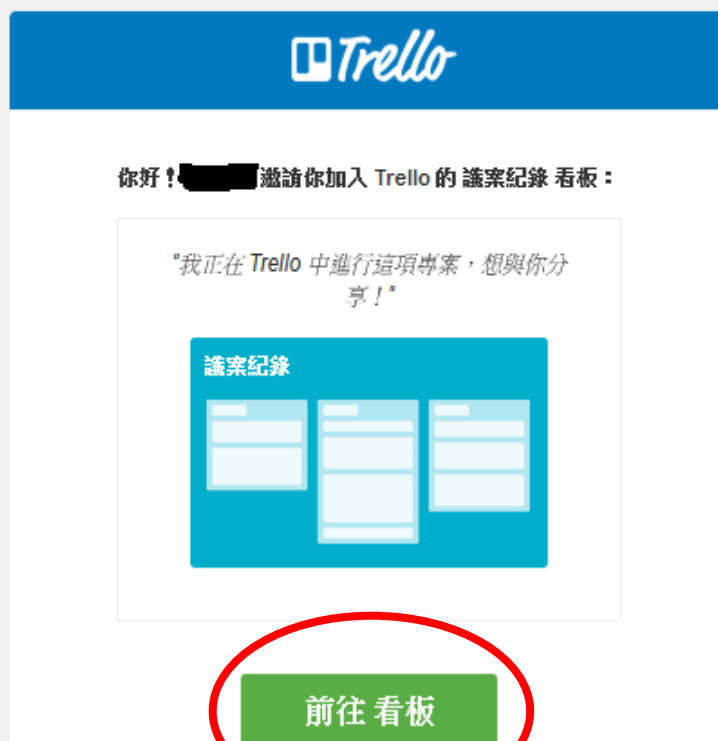 Trello
你好！邀請你加入 Trello 的 議案紀錄 看板：
"我正在 Trello 中進行這項專案，想與你分
享！"
議案紀錄
前往 看板